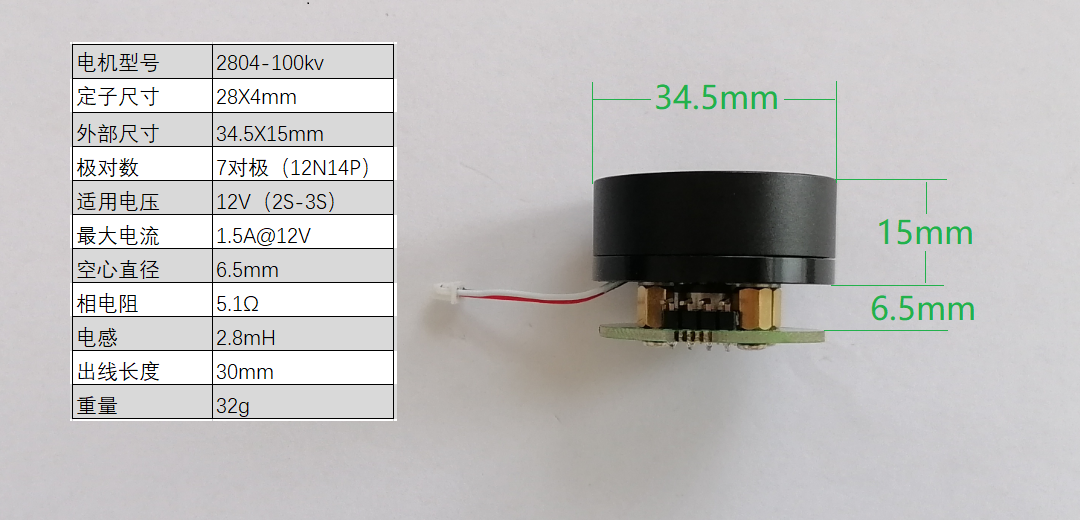 电机型号 2804-100kv
定子尺寸 28X4mm
外部尺寸 34.5X15mm
极对数 7对极（12N14P）
适用电压 12V（2S-3S）
最大电流 1.5A@12V
空心直径 6.5mm
相电阻 5.1Ω
电感 2.8mH
出线长度 30mm
重量 32g
34.5mm
15mm
6.5mm